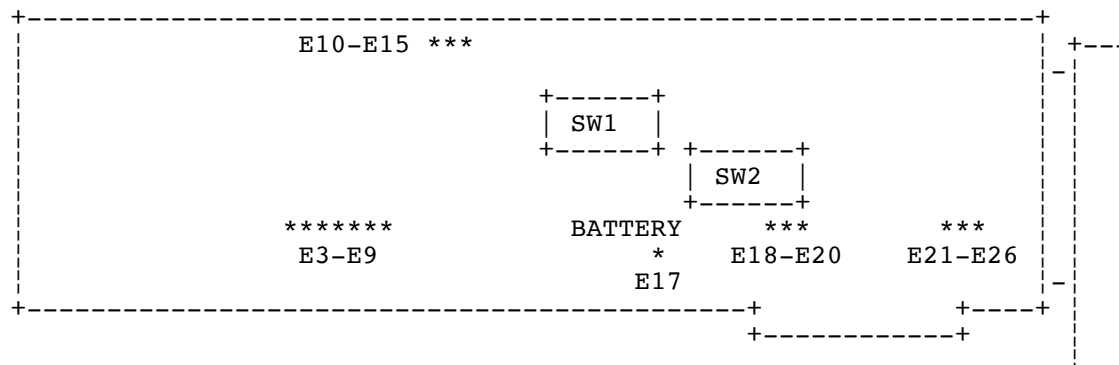 E10-E15 ***
SW1
SW2
******* BATTERY *** ***
E3-E9 * E18-E20 E21-E26
E17